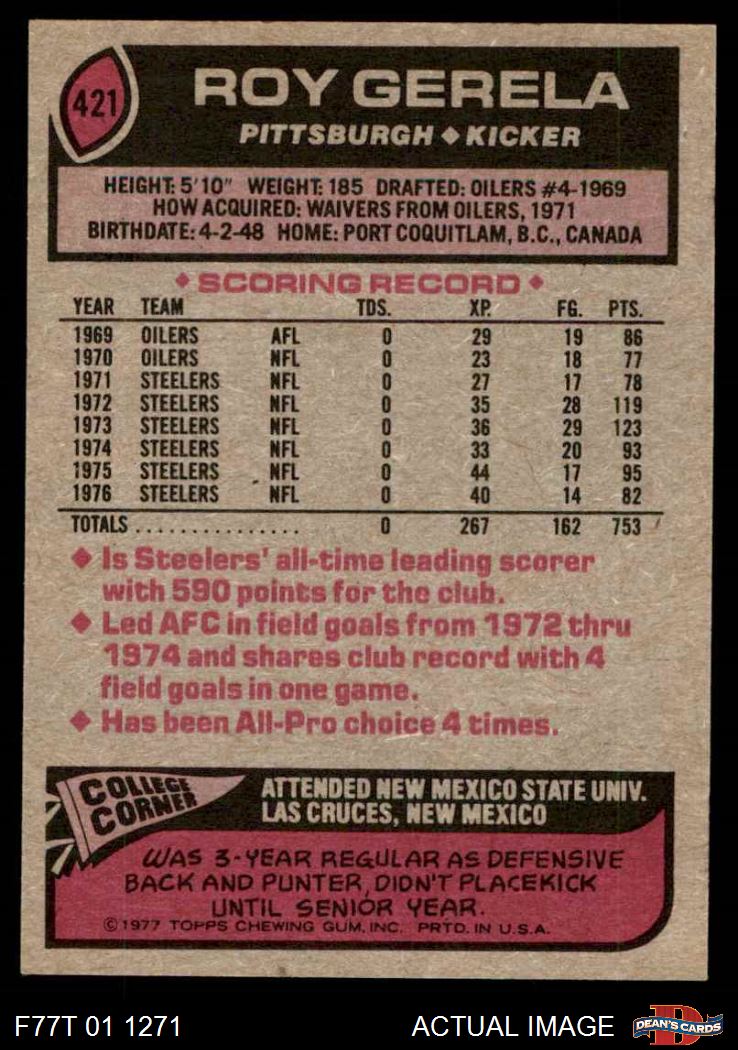 421
ROY GERELA
PITTSBURGH ◆ KICKER
HEIGHT: 5'10" WEIGHT: 185 DRAFTED: OILERS #4-1969
HOW ACQUIRED: WAIVERS FROM OILERS, 1971
BIRTHDATE: 4-2-48 HOME: PORT COQUITLAM, B.C., CANADA
◆ SCORING RECORD ◆
YEAR TEAM TDS. XP. FG. PTS.
1969 OILERS AFL 0 29 19 86
1970 OILERS NFL 0 23 18 77
1971 STEELERS NFL 0 27 17 78
1972 STEELERS NFL 0 35 28 119
1973 STEELERS NFL 0 36 29 123
1974 STEELERS NFL 0 33 20 93
1975 STEELERS NFL 0 44 17 95
1976 STEELERS NFL 0 40 14 82
TOTALS ............... 0 267 162 753
◆ Is Steelers' all-time leading scorer
with 590 points for the club.
◆ Led AFC in field goals from 1972 thru
1974 and shares club record with 4
field goals in one game.
◆ Has been All-Pro choice 4 times.
COLLEGE
CORNER
ATTENDED NEW MEXICO STATE UNIV.
LAS CRUCES, NEW MEXICO
WAS 3-YEAR REGULAR AS DEFENSIVE
BACK AND PUNTER, DIDN'T PLACEKICK
UNTIL SENIOR YEAR.
© 1977 TOPPS CHEWING GUM, INC. PRTD. IN U.S.A.
F77T 01 1271
ACTUAL IMAGE
D
DEAN'S CARDS